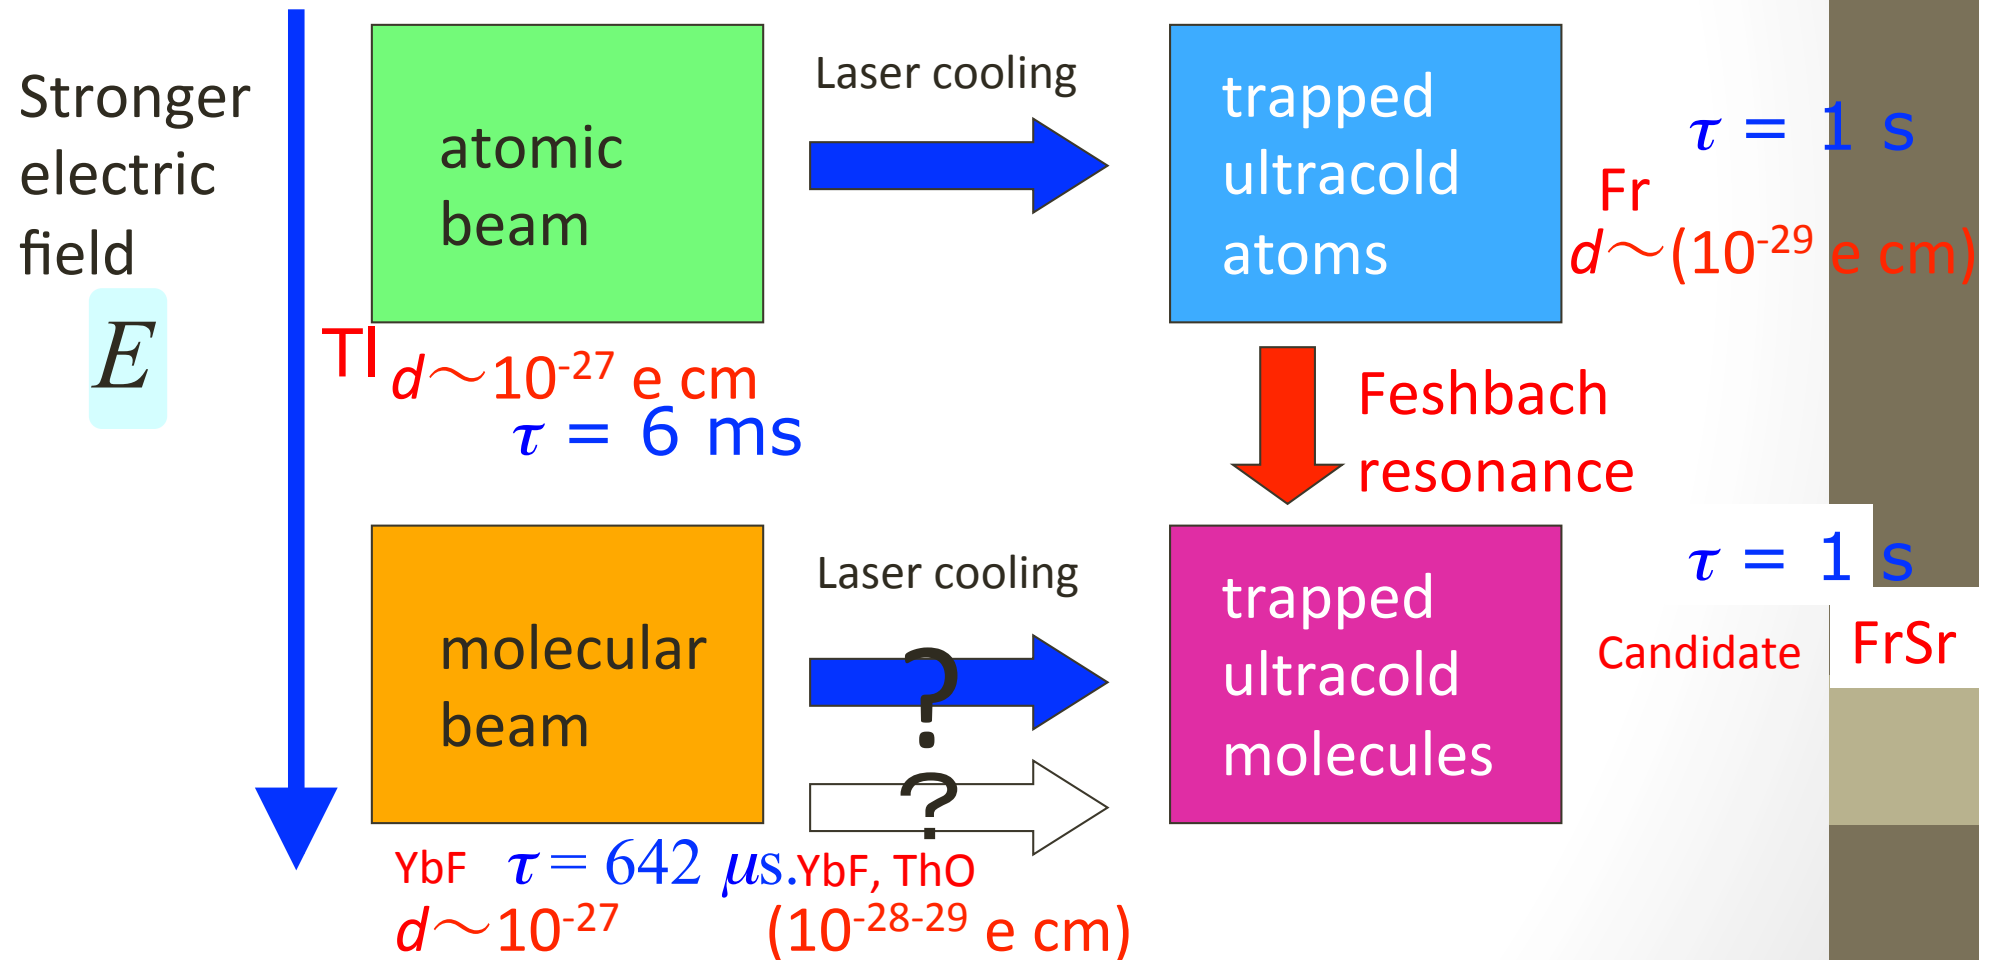 Stronger
electric
field
E
atomic
beam
Laser cooling
trapped
ultracold
atoms
τ = 1 s
Fr
d～(10-29 e cm)
Tl d～10-27 e cm
τ = 6 ms
Feshbach
resonance
molecular
beam
Laser cooling
?
?
trapped
ultracold
molecules
τ = 1 s
Candidate FrSr
YbF τ = 642 μs. YbF, ThO
d～10-27 (10-28-29 e cm)